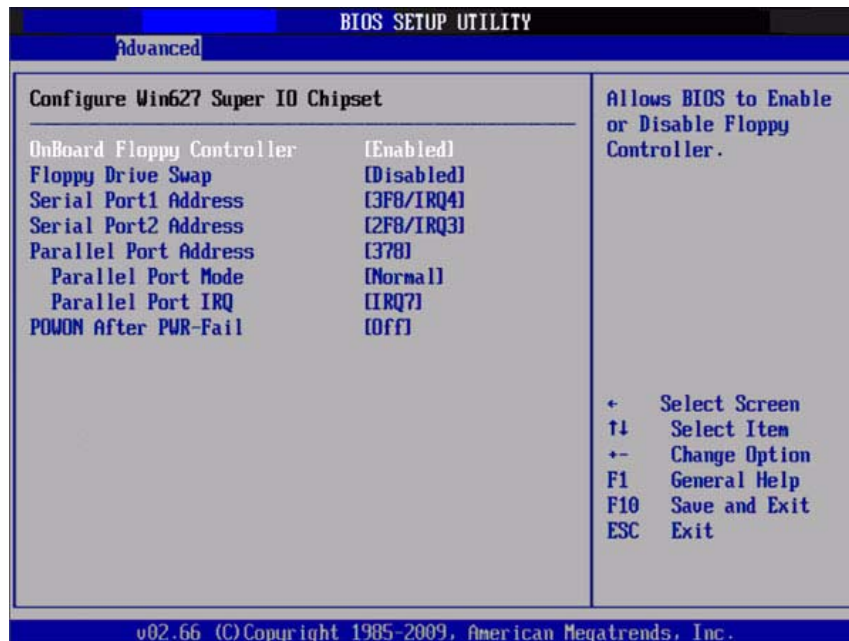 BIOS SETUP UTILITY
Advanced
Configure Win627 Super IO Chipset
OnBoard Floppy Controller [Enabled]
Floppy Drive Swap [Disabled]
Serial Port1 Address [3F8/IRQ4]
Serial Port2 Address [2F8/IRQ3]
Parallel Port Address [378]
Parallel Port Mode [Normal]
Parallel Port IRQ [IRQ7]
POWON After PWR-Fail [Off]
Allows BIOS to Enable
or Disable Floppy
Controller.
← Select Screen
↑↓ Select Item
+- Change Option
F1 General Help
F10 Save and Exit
ESC Exit
v02.66 (C)Copyright 1985-2009, American Megatrends, Inc.